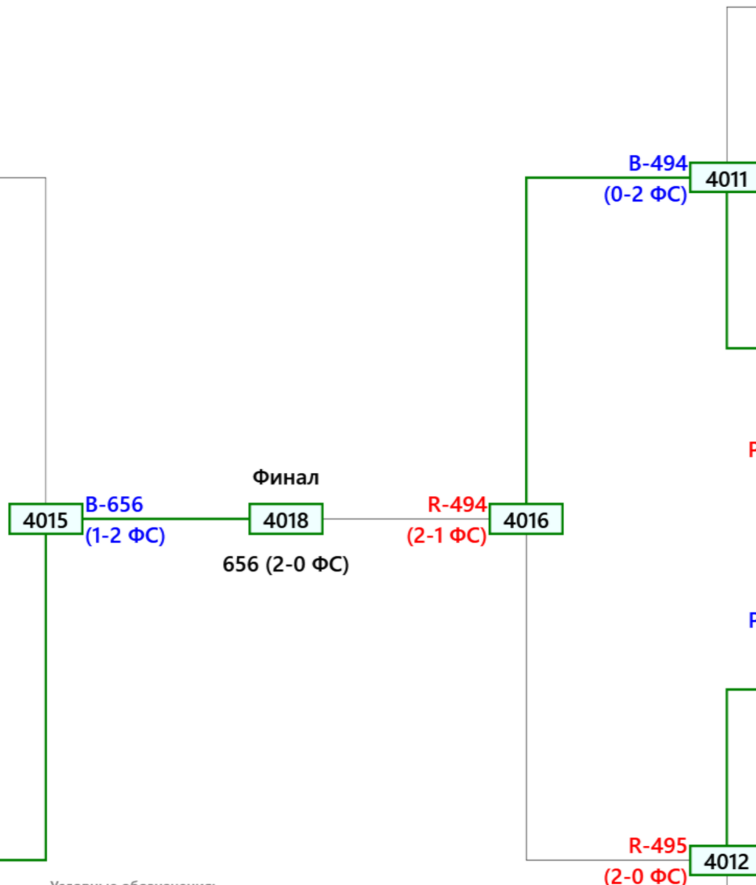 B-494
4011
(0-2 ФС)
Финал
B-656
4015
(1-2 ФС)
4018
656 (2-0 ФС)
R-494
4016
(2-1 ФС)
R-495
4012
(2-0 ФС)